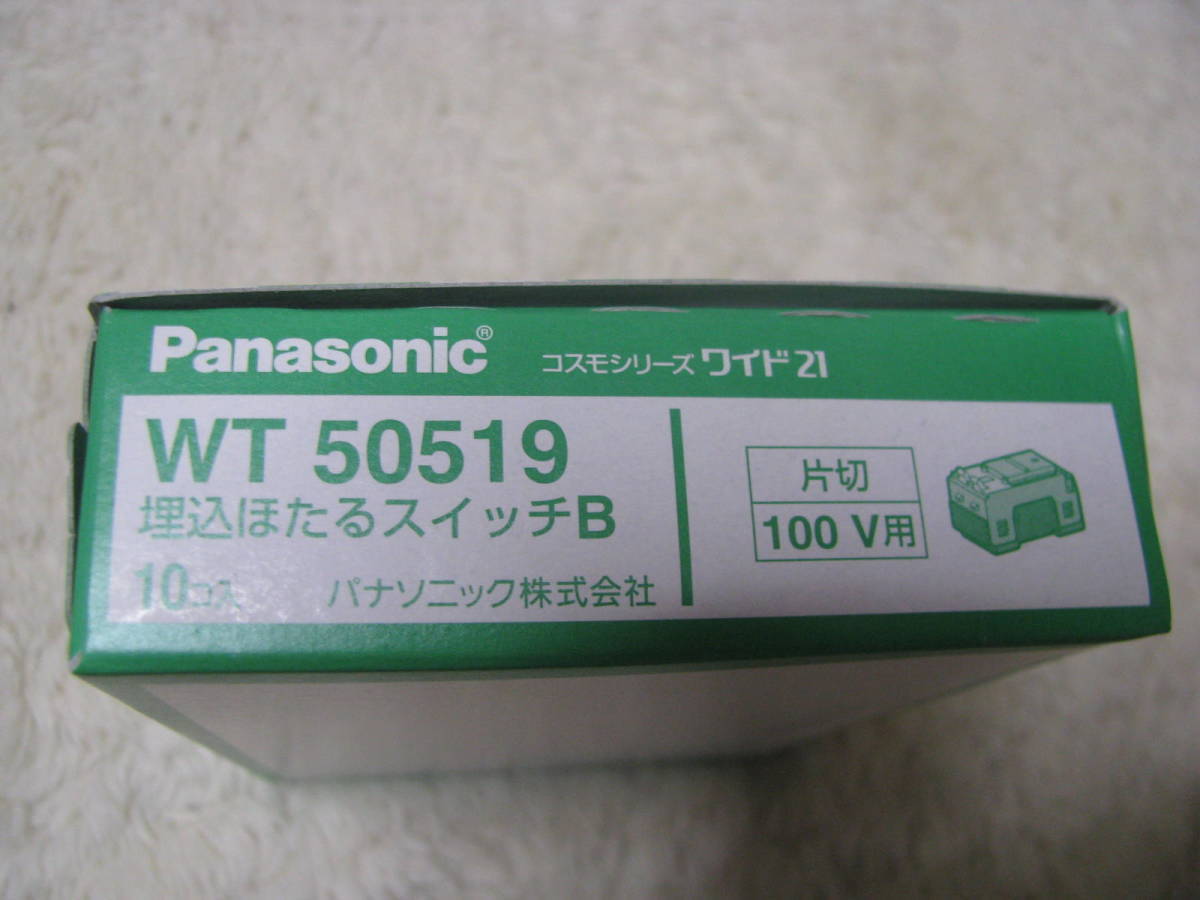 Panasonic® コスモシリーズ ワイド21
WT 50519
埋込ほたるスイッチB
10コ入 パナソニック株式会社
片切
100 V用